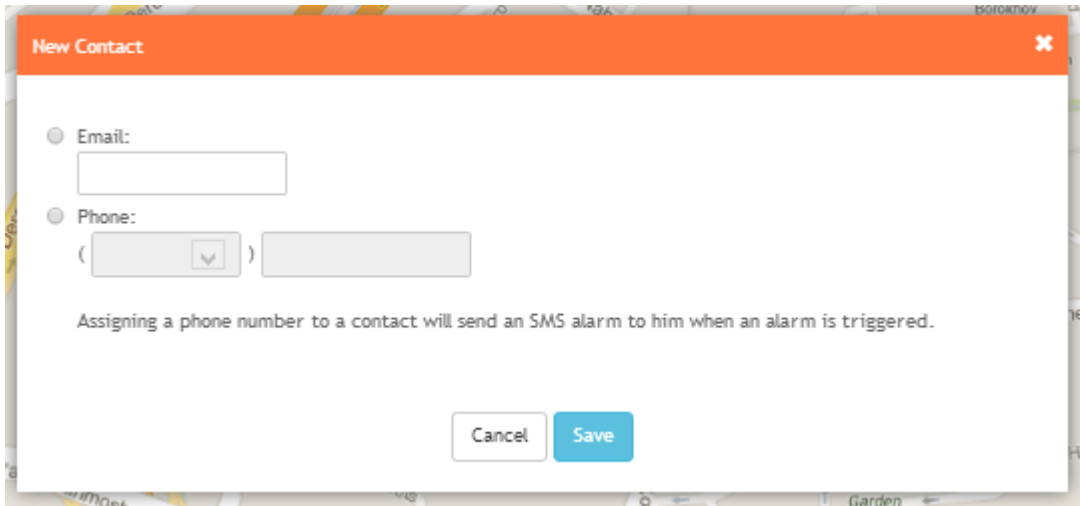 Borokhov
New Contact
Email:
Phone:
( )
Assigning a phone number to a contact will send an SMS alarm to him when an alarm is triggered.
Cancel Save
Garden